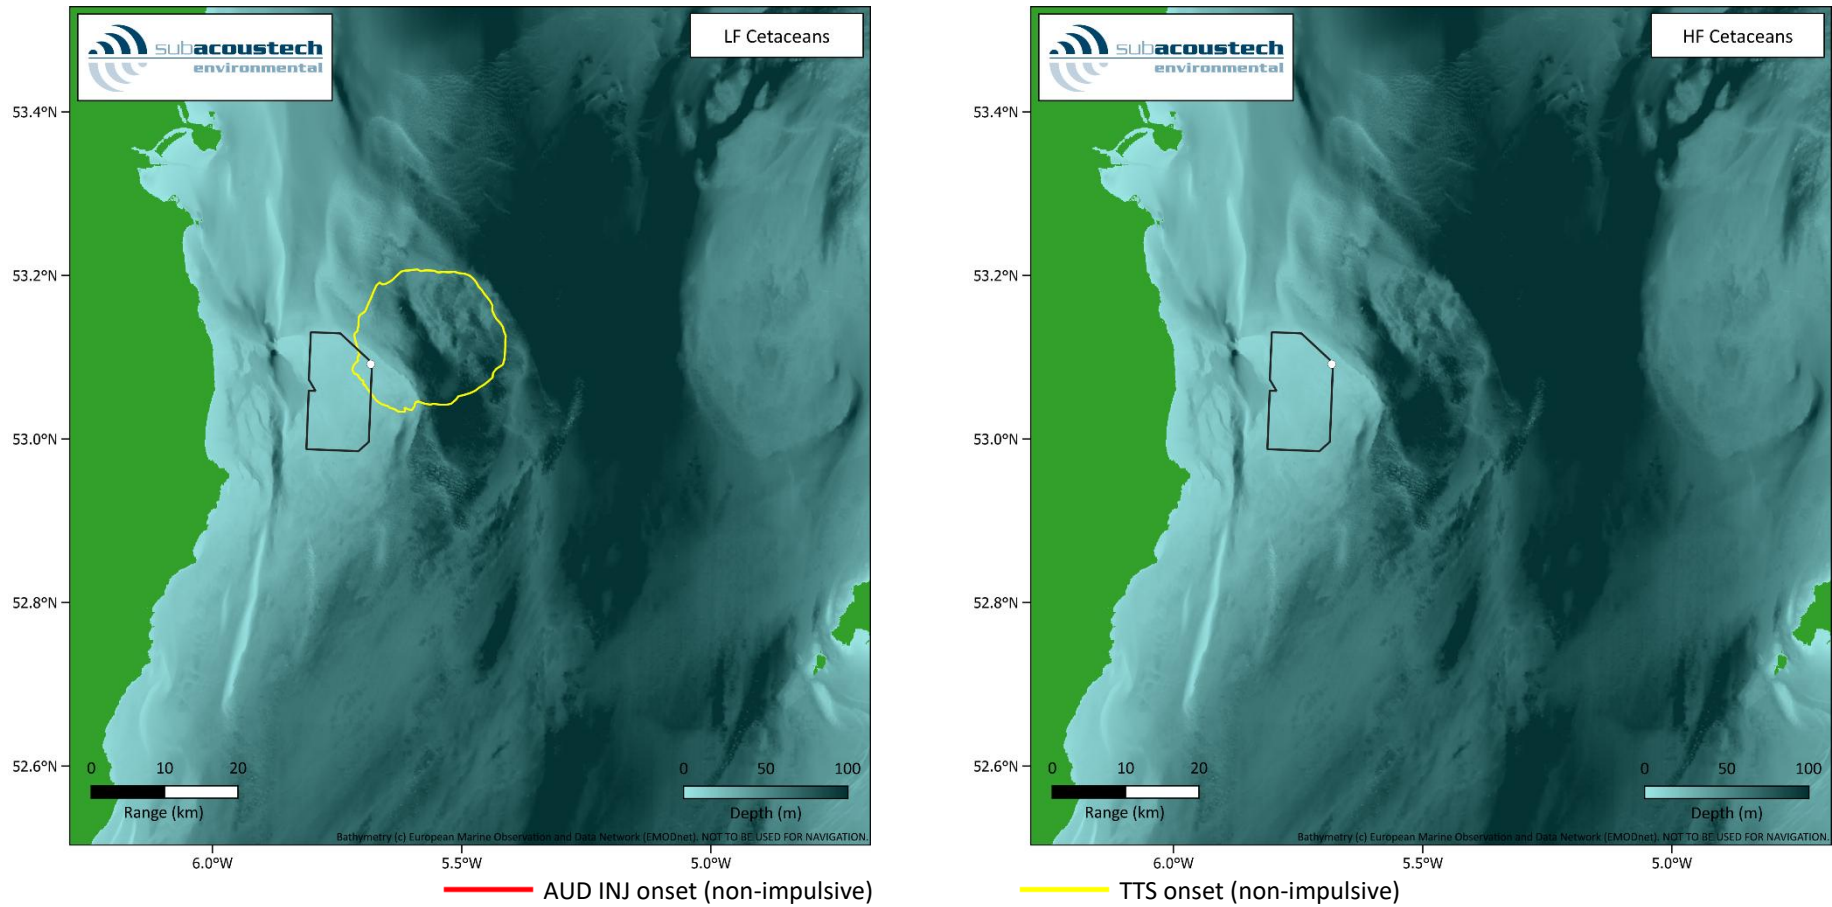 subacoustech
environmental
LF Cetaceans
53.4°N
53.2°N
53.0°N
52.8°N
52.6°N
0 10 20
Range (km)
0 50 100
Depth (m)
Bathymetry (c) European Marine Observation and Data Network (EMODnet). NOT TO BE USED FOR NAVIGATION.
6.0°W 5.5°W 5.0°W
subacoustech
environmental
HF Cetaceans
53.4°N
53.2°N
53.0°N
52.8°N
52.6°N
0 10 20
Range (km)
0 50 100
Depth (m)
Bathymetry (c) European Marine Observation and Data Network (EMODnet). NOT TO BE USED FOR NAVIGATION.
6.0°W 5.5°W 5.0°W
AUD INJ onset (non-impulsive)
TTS onset (non-impulsive)